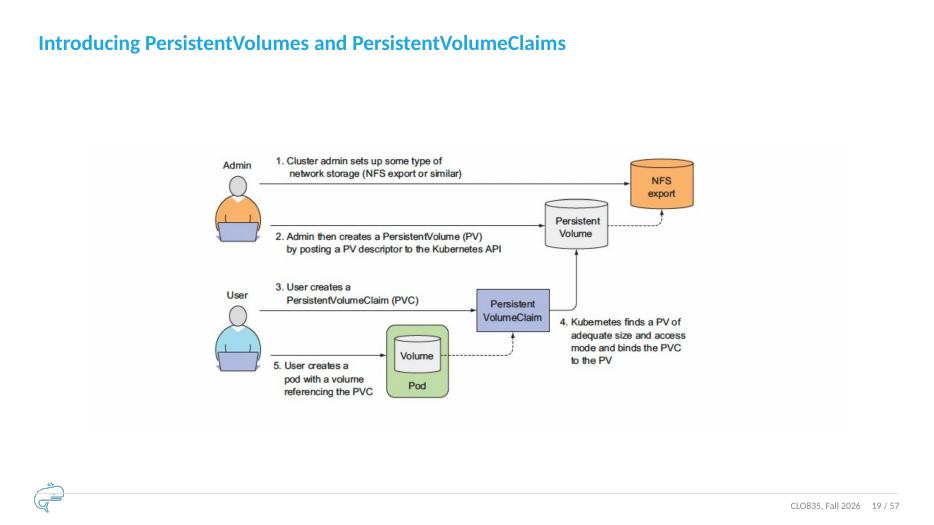 Introducing PersistentVolumes and PersistentVolumeClaims
Admin
1. Cluster admin sets up some type of
network storage (NFS export or similar)
NFS
export
Persistent
Volume
2. Admin then creates a PersistentVolume (PV)
by posting a PV descriptor to the Kubernetes API
User
3. User creates a
PersistentVolumeClaim (PVC)
Persistent
VolumeClaim
4. Kubernetes finds a PV of
adequate size and access
mode and binds the PVC
to the PV
Volume
Pod
5. User creates a
pod with a volume
referencing the PVC
CLO835, Fall 2026 19 / 57